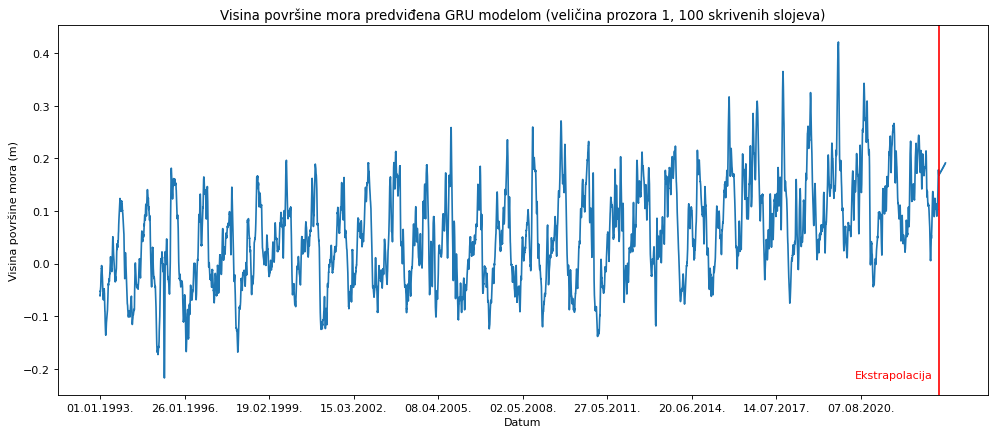 Visina površine mora predviđena GRU modelom (veličina prozora 1, 100 skrivenih slojeva)
Visina površine mora (m)
0.4
0.3
0.2
0.1
0.0
−0.1
−0.2
Ekstrapolacija
01.01.1993. 26.01.1996. 19.02.1999. 15.03.2002. 08.04.2005. 02.05.2008. 27.05.2011. 20.06.2014. 14.07.2017. 07.08.2020.
Datum